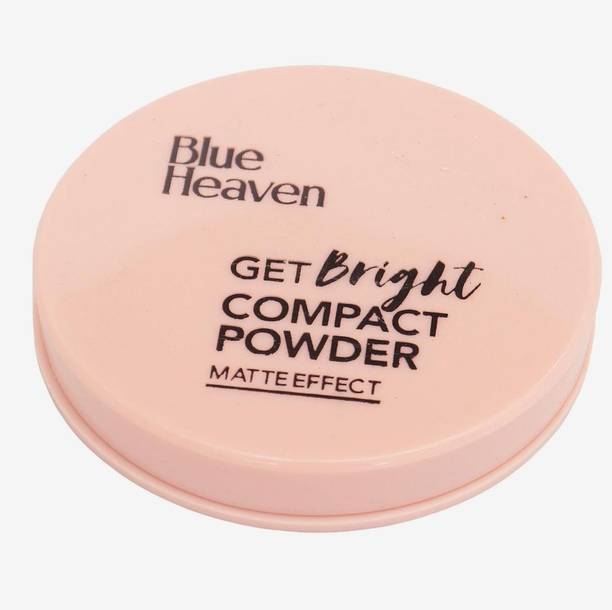 Blue
Heaven
GET Bright
COMPACT
POWDER
MATTE EFFECT